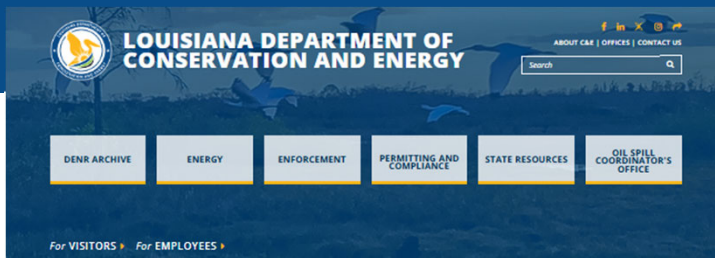 ABOUT C&E | OFFICES | CONTACT US
LOUISIANA DEPARTMENT OF
CONSERVATION AND ENERGY
Search
DENR ARCHIVE
ENERGY
ENFORCEMENT
PERMITTING AND
COMPLIANCE
STATE RESOURCES
OIL SPILL
COORDINATOR'S
OFFICE
For VISITORS For EMPLOYEES